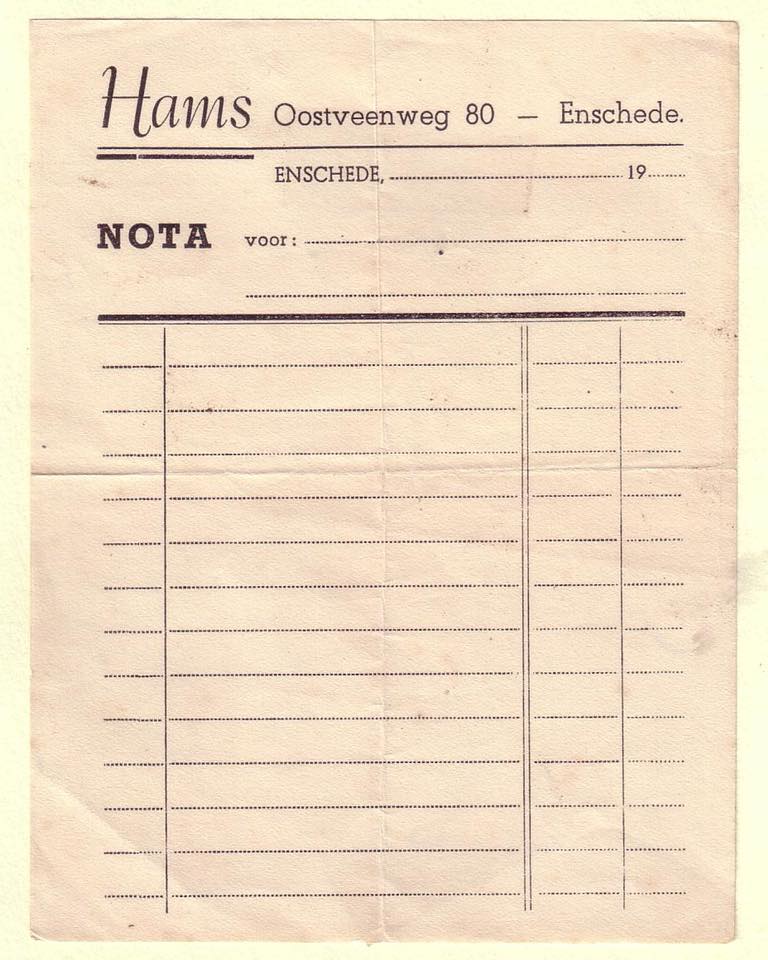 Hams Oostveenweg 80 — Enschede.
ENSCHEDE, 19
NOTA voor: